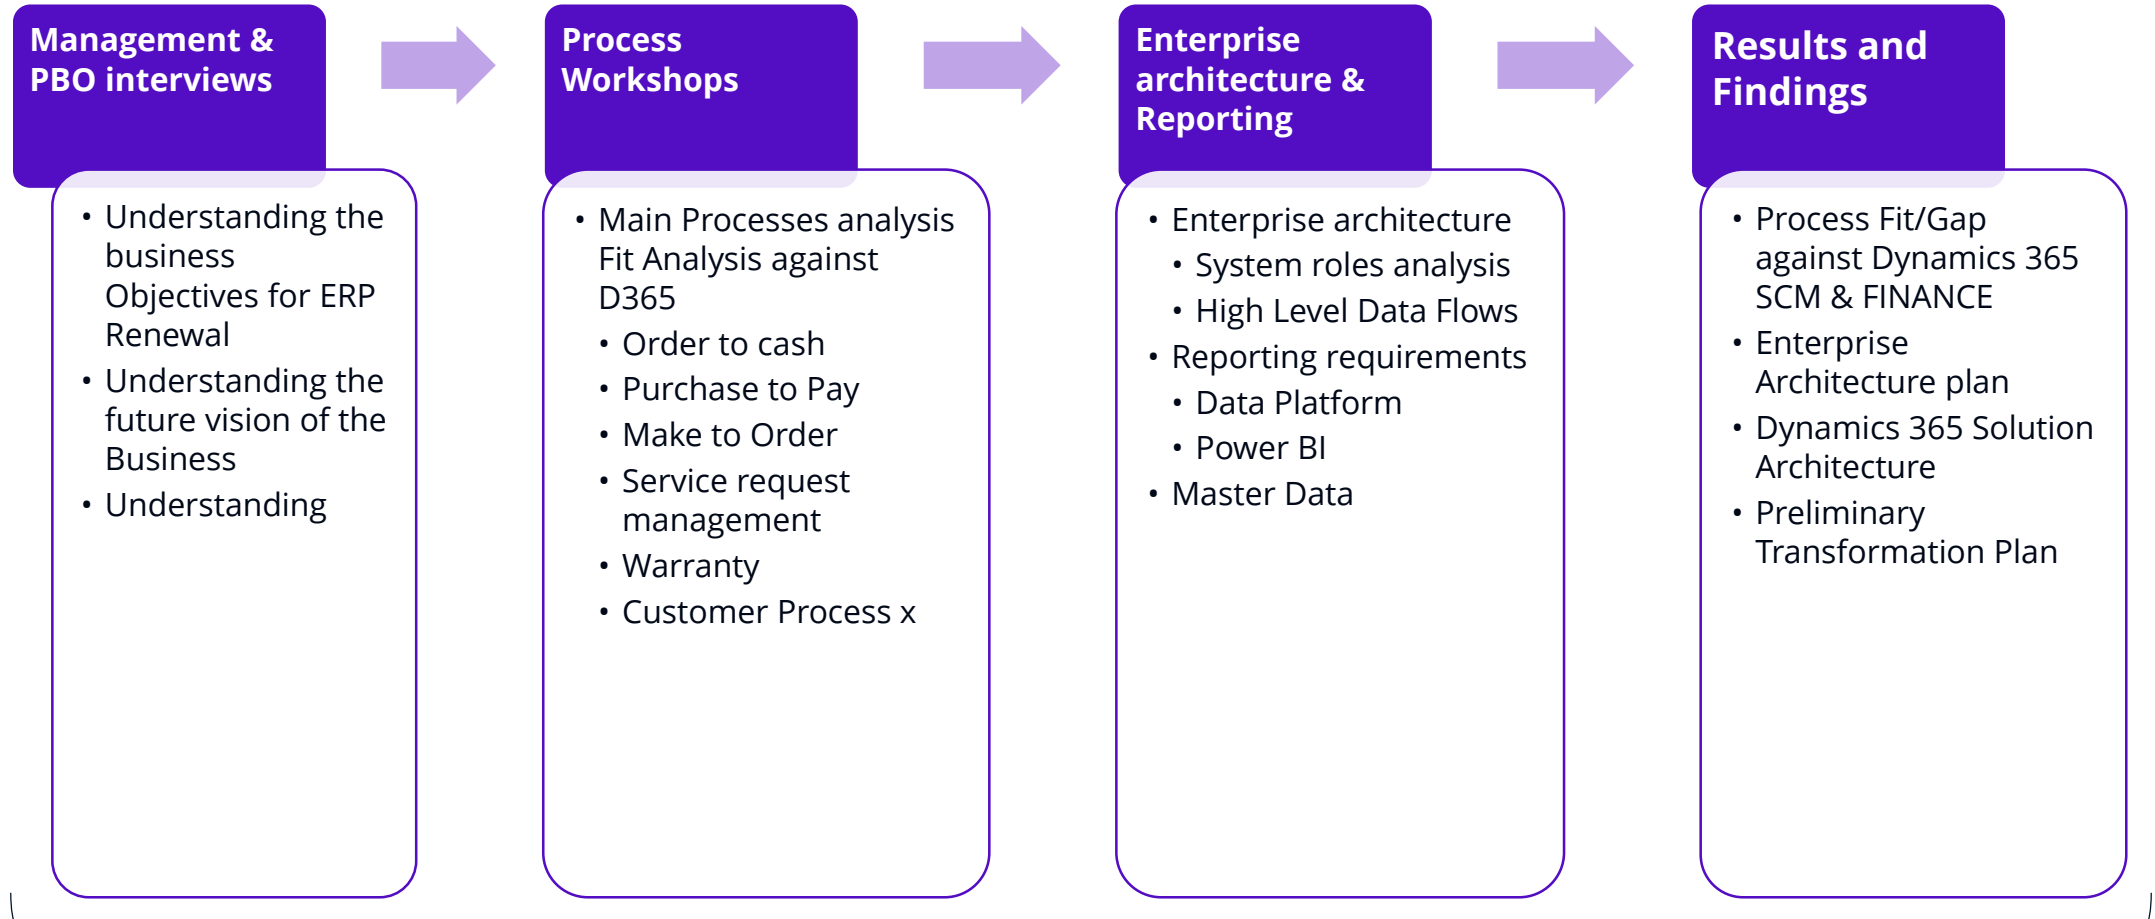 Management &
PBO interviews
• Understanding the
business
Objectives for ERP
Renewal
• Understanding the
future vision of the
Business
• Understanding
Process
Workshops
• Main Processes analysis
Fit Analysis against
D365
• Order to cash
• Purchase to Pay
• Make to Order
• Service request
management
• Warranty
• Customer Process x
Enterprise
architecture &
Reporting
• Enterprise architecture
• System roles analysis
• High Level Data Flows
• Reporting requirements
• Data Platform
• Power BI
• Master Data
Results and
Findings
• Process Fit/Gap
against Dynamics 365
SCM & FINANCE
• Enterprise
Architecture plan
• Dynamics 365 Solution
Architecture
• Preliminary
Transformation Plan